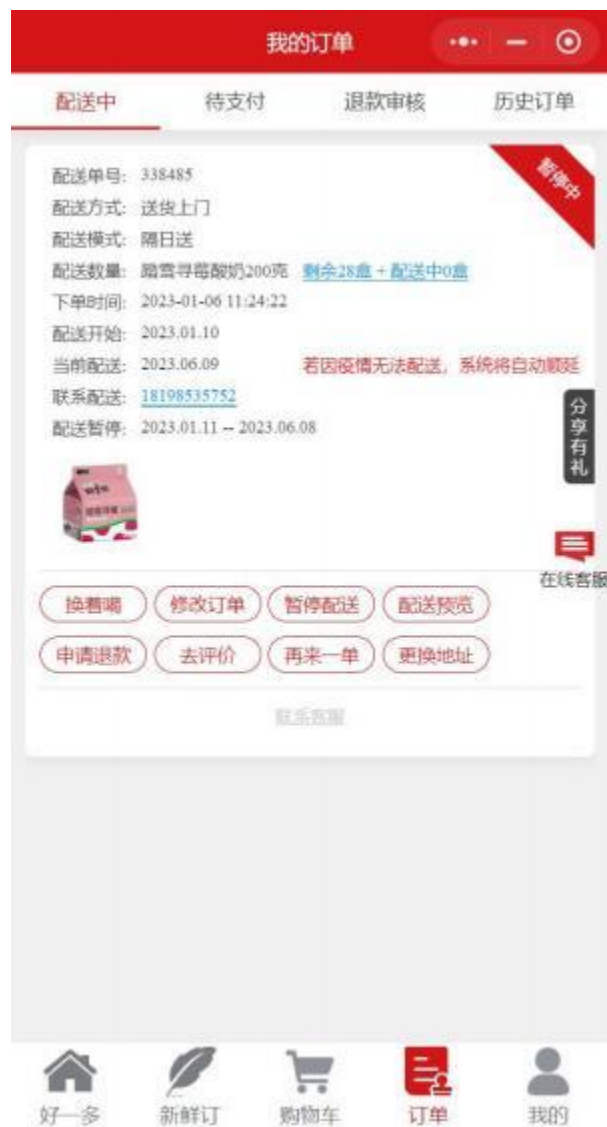 我的订单
配送中 待支付 退款审核 历史订单
暂停中
配送单号: 338485
配送方式: 送货上门
配送模式: 隔日送
配送数量: 踏雪寻莓酸奶200克 剩余28盒 + 配送中0盒
下单时间: 2023-01-06 11:24:22
配送开始: 2023.01.10
当前配送: 2023.06.09 若因疫情无法配送，系统将自动顺延
联系配送: 18198535752
配送暂停: 2023.01.11 -- 2023.06.08
分享有礼
在线客服
换着喝 修改订单 暂停配送 配送预览
申请退款 去评价 再来一单 更换地址
联系客服
好一多 新鲜订 购物车 订单 我的